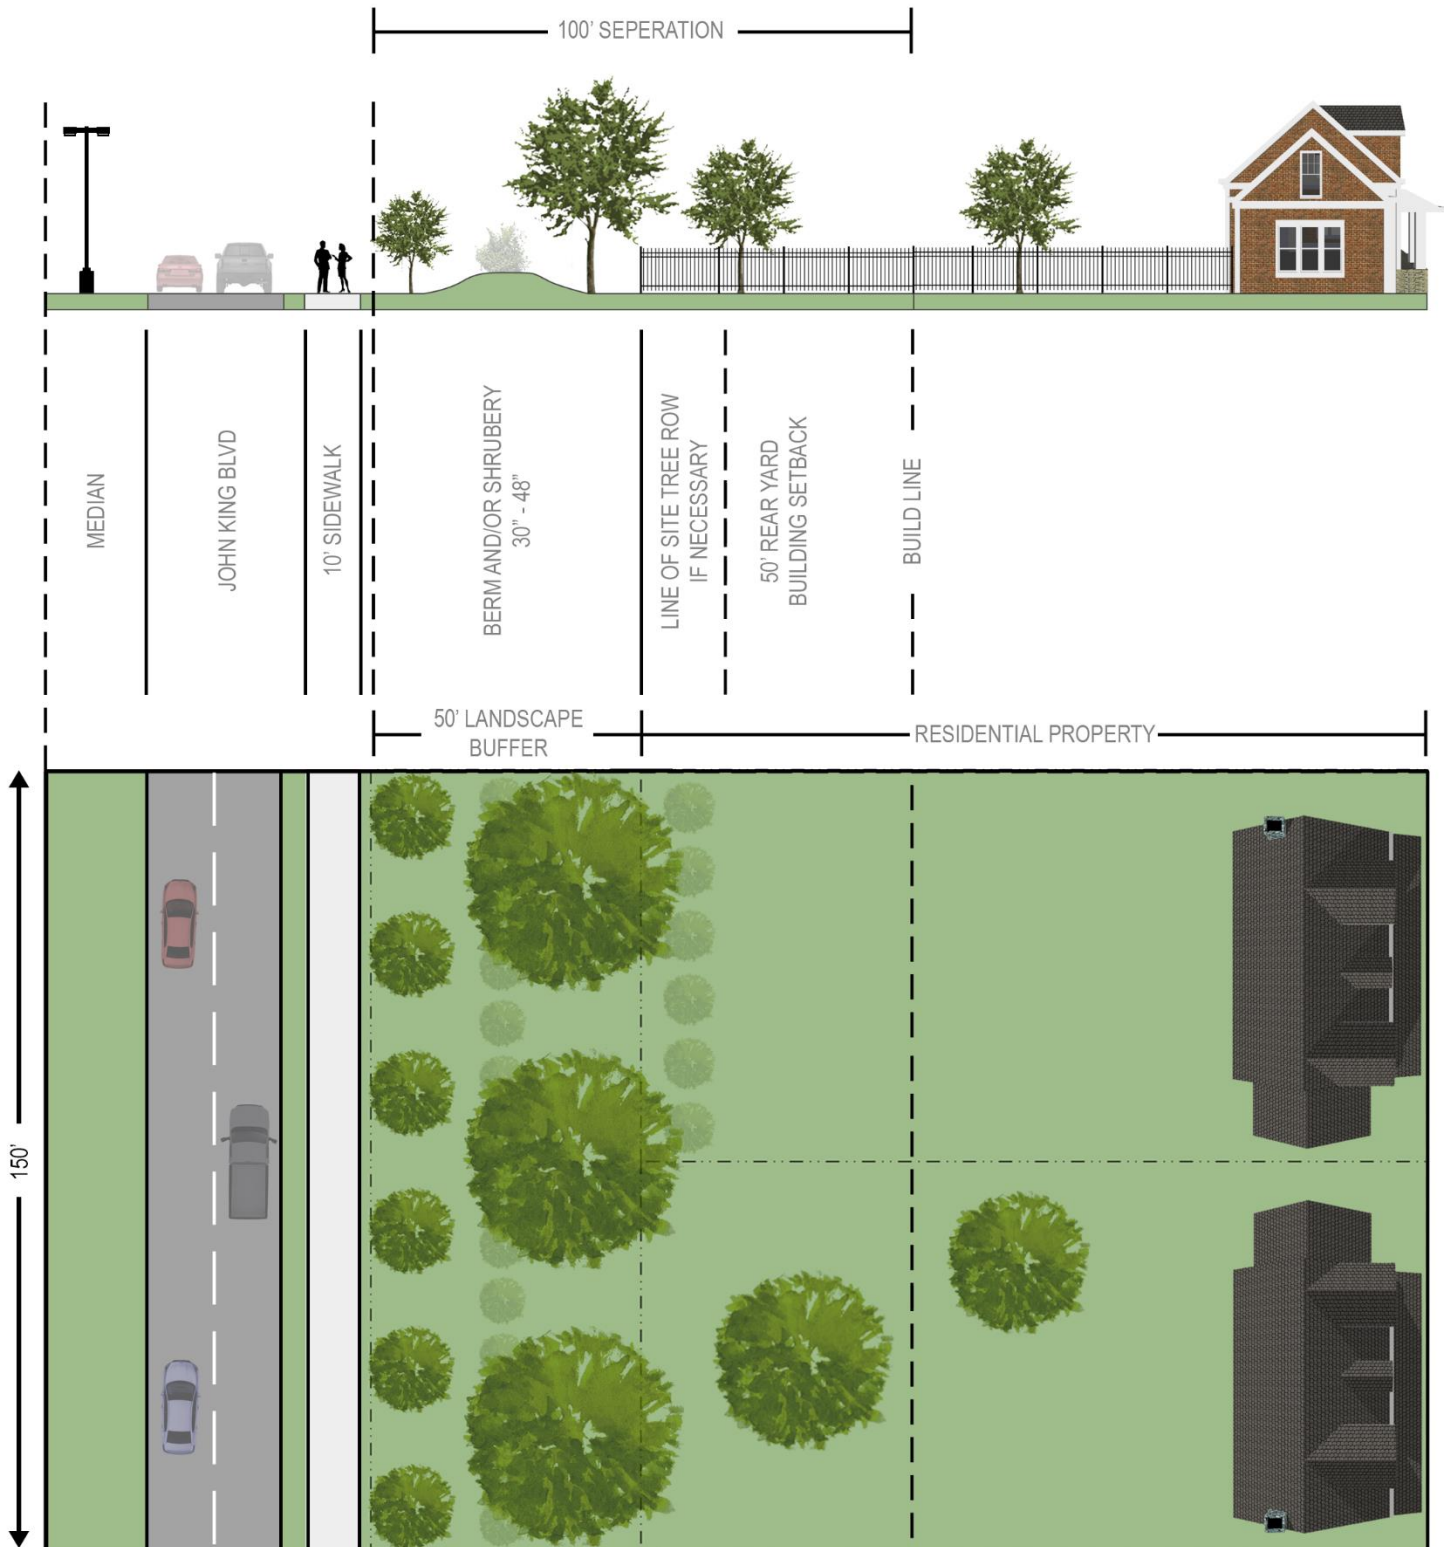 100' SEPERATION
MEDIAN
JOHN KING BLVD
10' SIDEWALK
BERM AND/OR SHRUBERY
30" - 48"
LINE OF SITE TREE ROW
IF NECESSARY
50' REAR YARD
BUILDING SETBACK
BUILD LINE
50' LANDSCAPE
BUFFER
RESIDENTIAL PROPERTY
150'